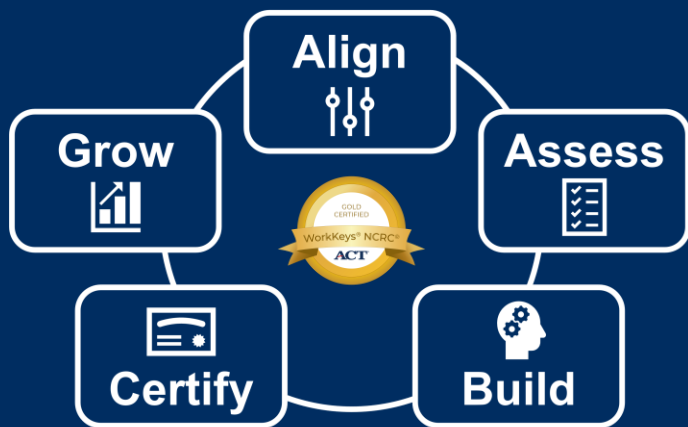 Align
Grow
Assess
GOLD
CERTIFIED
WorkKeys® NCRC®
ACT®
Certify
Build